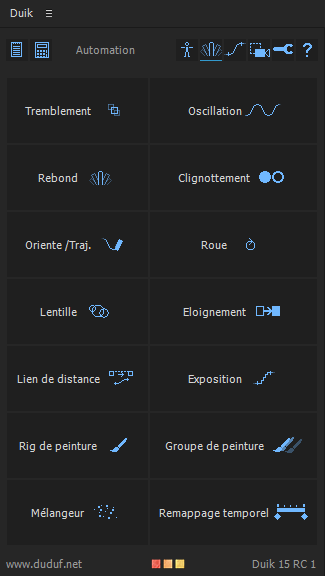 Duik
Automation
?
Tremblement
Oscillation
Rebond
Clignottement
Oriente /Traj.
Roue
Lentille
Eloignement
Lien de distance
Exposition
Rig de peinture
Groupe de peinture
Mélangeur
Remappage temporel
www.duduf.net
Duik 15 RC 1